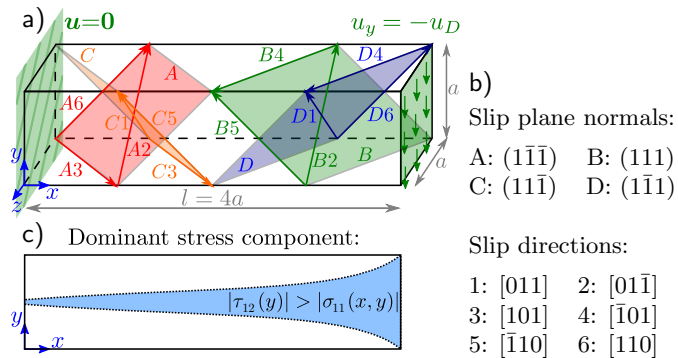 a)
u=0
u_y = −u_D
C
A
B4
D4
A6
C1
C5
B5
D1
D6
a
A3
A2
C3
D
B2
B
a
y
x
z
l = 4a
b)
Slip plane normals:
A: (11̄1̄) B: (111)
C: (111̄) D: (11̄1)
Slip directions:
1: [011] 2: [011̄]
3: [101] 4: [1̄01]
5: [1̄10] 6: [110]
c) Dominant stress component:
|τ₁₂(y)| > |σ₁₁(x, y)|
y
x